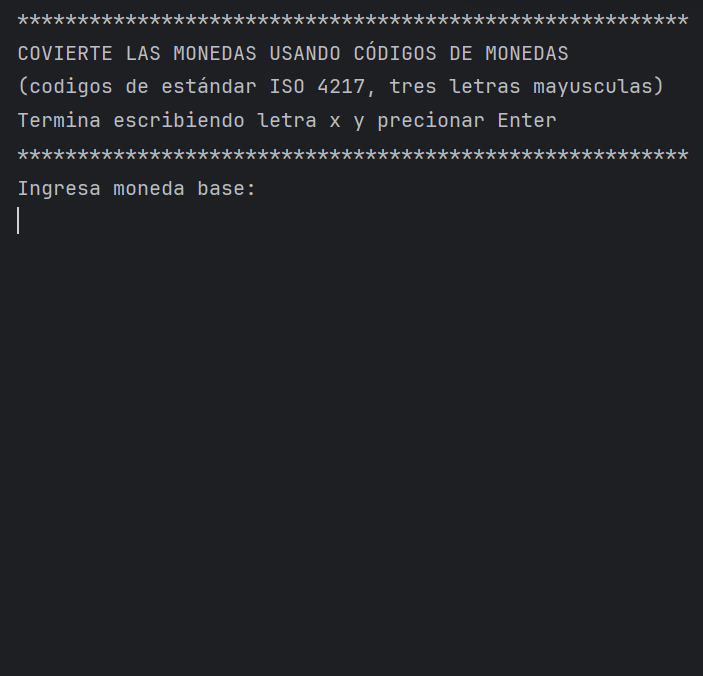 ********************************************************
COVIERTE LAS MONEDAS USANDO CÓDIGOS DE MONEDAS
(codigos de estándar ISO 4217, tres letras mayusculas)
Termina escribiendo letra x y precionar Enter
********************************************************
Ingresa moneda base: